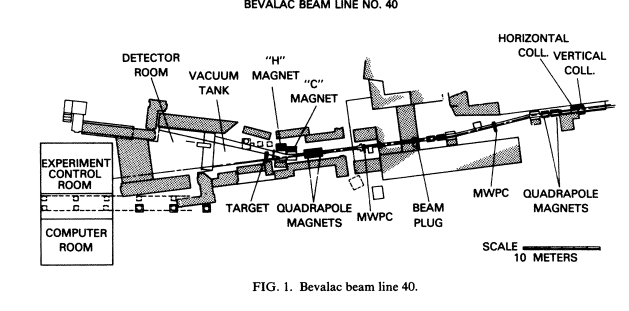 BEVALAC BEAM LINE NO. 40
HORIZONTAL
COLL.
VERTICAL
COLL.
DETECTOR
ROOM
VACUUM
TANK
"H"
MAGNET
"C"
MAGNET
EXPERIMENT
CONTROL
ROOM
COMPUTER
ROOM
TARGET
QUADRAPOLE
MAGNETS
MWPC
BEAM
PLUG
MWPC
QUADRAPOLE
MAGNETS
SCALE
10 METERS
FIG. 1. Bevalac beam line 40.